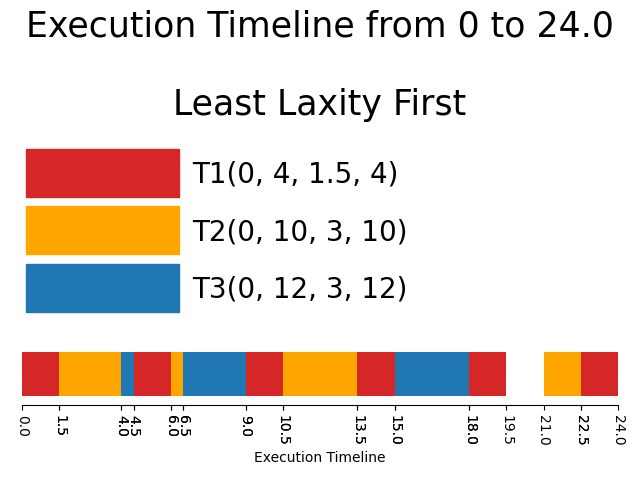 Execution Timeline from 0 to 24.0
Least Laxity First
T1(0, 4, 1.5, 4)
T2(0, 10, 3, 10)
T3(0, 12, 3, 12)
0.0 1.5 4.0 4.5 6.0 6.5 9.0 10.5 13.5 15.0 18.0 19.5 21.0 22.5 24.0
Execution Timeline